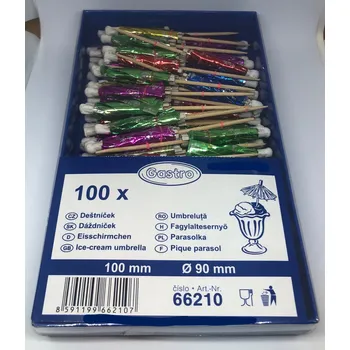 Gastro
100 x
CZ Deštníček
SK Dáždniček
D Eisschirmchen
GB Ice-cream umbrella
RO Umbreluţă
H Fagylalternyő
PL Parasolka
F Pique parasol
100 mm Ø 90 mm
číslo • Art.-Nr.
66210
8 591199 662107